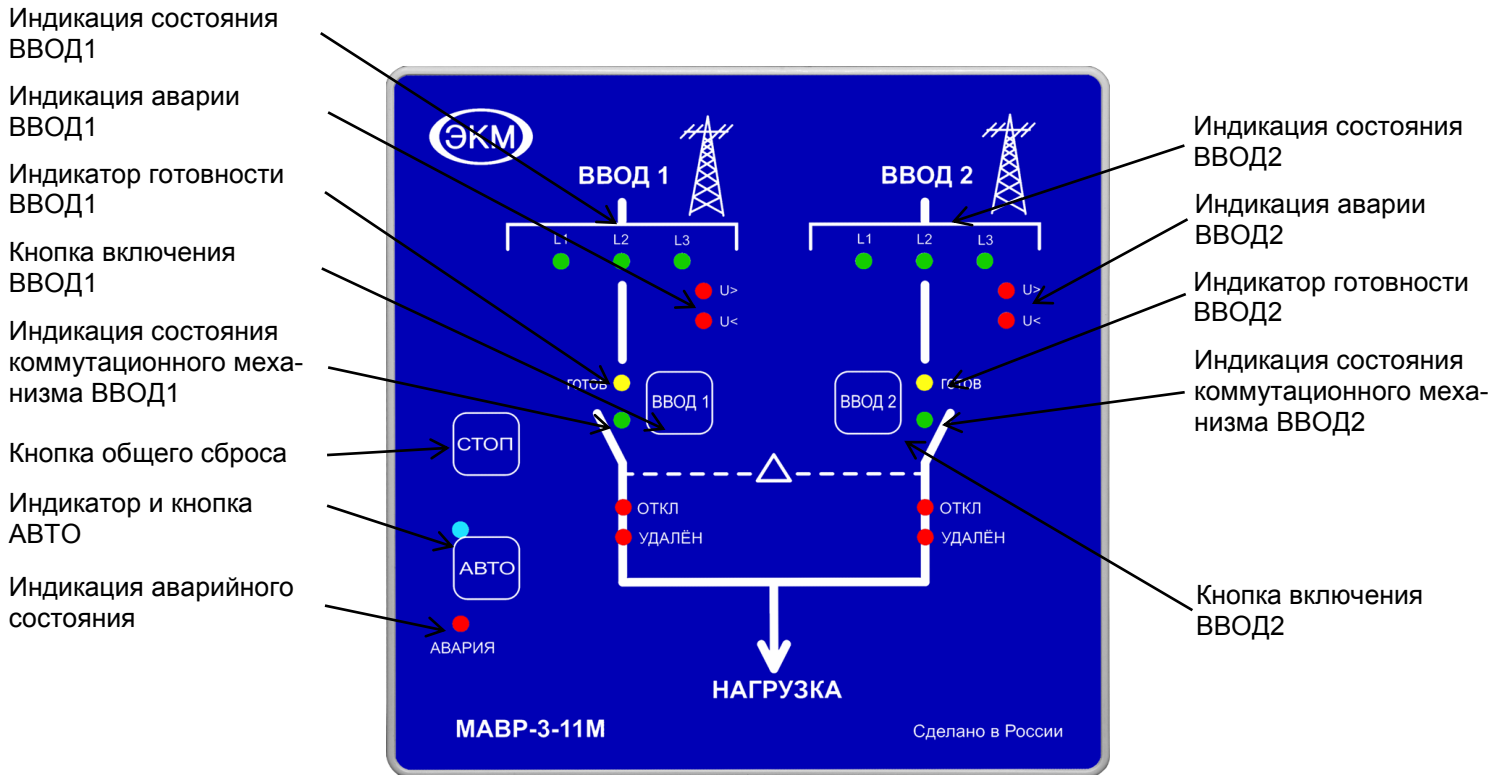 Индикация состояния
ВВОД1
Индикация аварии
ВВОД1
Индикатор готовности
ВВОД1
Кнопка включения
ВВОД1
Индикация состояния
коммутационного меха-
низма ВВОД1
Кнопка общего сброса
Индикатор и кнопка
АВТО
Индикация аварийного
состояния
ЭКМ
ВВОД 1
ВВОД 2
L1 L2 L3
L1 L2 L3
U>
U<
U>
U<
ГОТОВ
ВВОД 1
ВВОД 2
ГОТОВ
СТОП
ОТКЛ
УДАЛЁН
ОТКЛ
УДАЛЁН
АВТО
АВАРИЯ
НАГРУЗКА
МАВР-3-11М
Сделано в России
Индикация состояния
ВВОД2
Индикация аварии
ВВОД2
Индикатор готовности
ВВОД2
Индикация состояния
коммутационного меха-
низма ВВОД2
Кнопка включения
ВВОД2